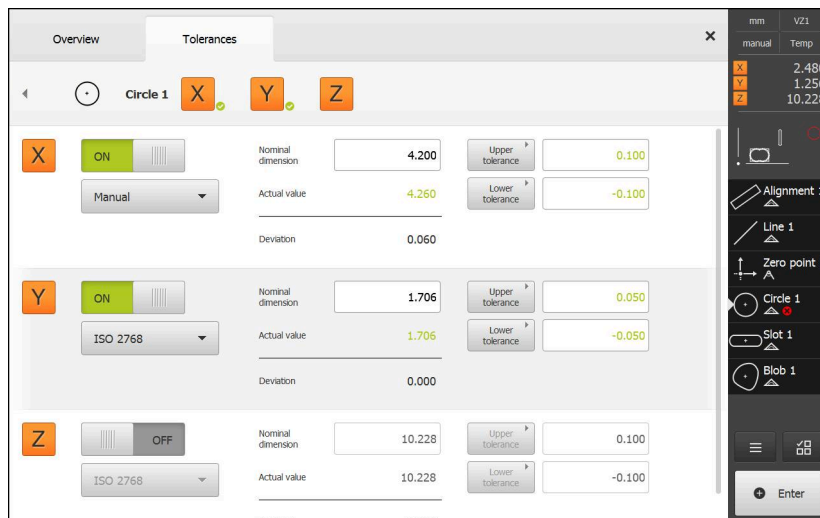 Overview
Tolerances
Circle 1
X
Y
Z
X
ON
Manual
Nominal dimension
4.200
Upper tolerance
0.100
Actual value
4.260
Lower tolerance
-0.100
Deviation
0.060
Y
ON
ISO 2768
Nominal dimension
1.706
Upper tolerance
0.050
Actual value
1.706
Lower tolerance
-0.050
Deviation
0.000
Z
OFF
ISO 2768
Nominal dimension
10.228
Upper tolerance
0.100
Actual value
10.228
Lower tolerance
-0.100
mm
VZ1
manual
Temp
X
Y
Z
10.228
Alignment
Line 1
Zero point
Circle 1
Slot 1
Blob 1
Enter